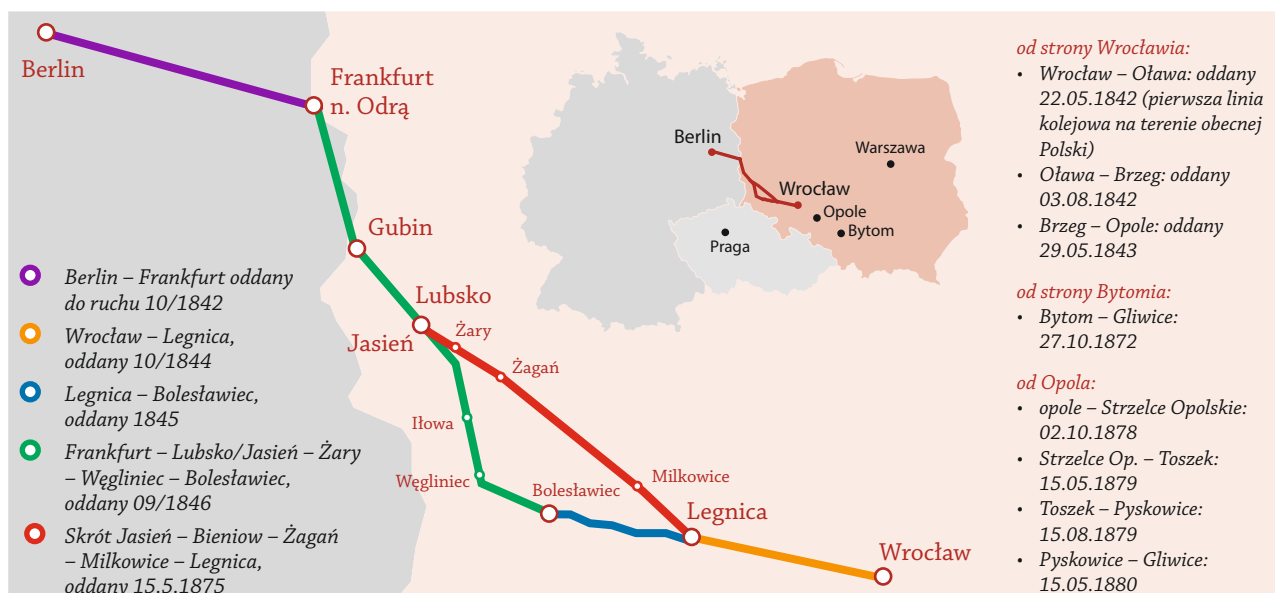 Berlin
Frankfurt
n. Odrą
Gubin
Lubsko
Jasień
Żary
Żagań
Iłowa
Węgliniec
Bolesławiec
Milkowice
Legnica
Wrocław
Berlin – Frankfurt oddany
do ruchu 10/1842
Wrocław – Legnica,
oddany 10/1844
Legnica – Bolesławiec,
oddany 1845
Frankfurt – Lubsko/Jasień – Żary
– Węgliniec – Bolesławiec,
oddany 09/1846
Skrót Jasień – Bieniow – Żagań
– Milkowice – Legnica,
oddany 15.5.1875
Berlin
Warszawa
Wrocław
Opole
Bytom
Praga
od strony Wrocławia:
• Wrocław – Oława: oddany
22.05.1842 (pierwsza linia
kolejowa na terenie obecnej
Polski)
• Oława – Brzeg: oddany
03.08.1842
• Brzeg – Opole: oddany
29.05.1843
od strony Bytomia:
• Bytom – Gliwice:
27.10.1872
od Opola:
• opole – Strzelce Opolskie:
02.10.1878
• Strzelce Op. – Toszek:
15.05.1879
• Toszek – Pyskowice:
15.08.1879
• Pyskowice – Gliwice:
15.05.1880